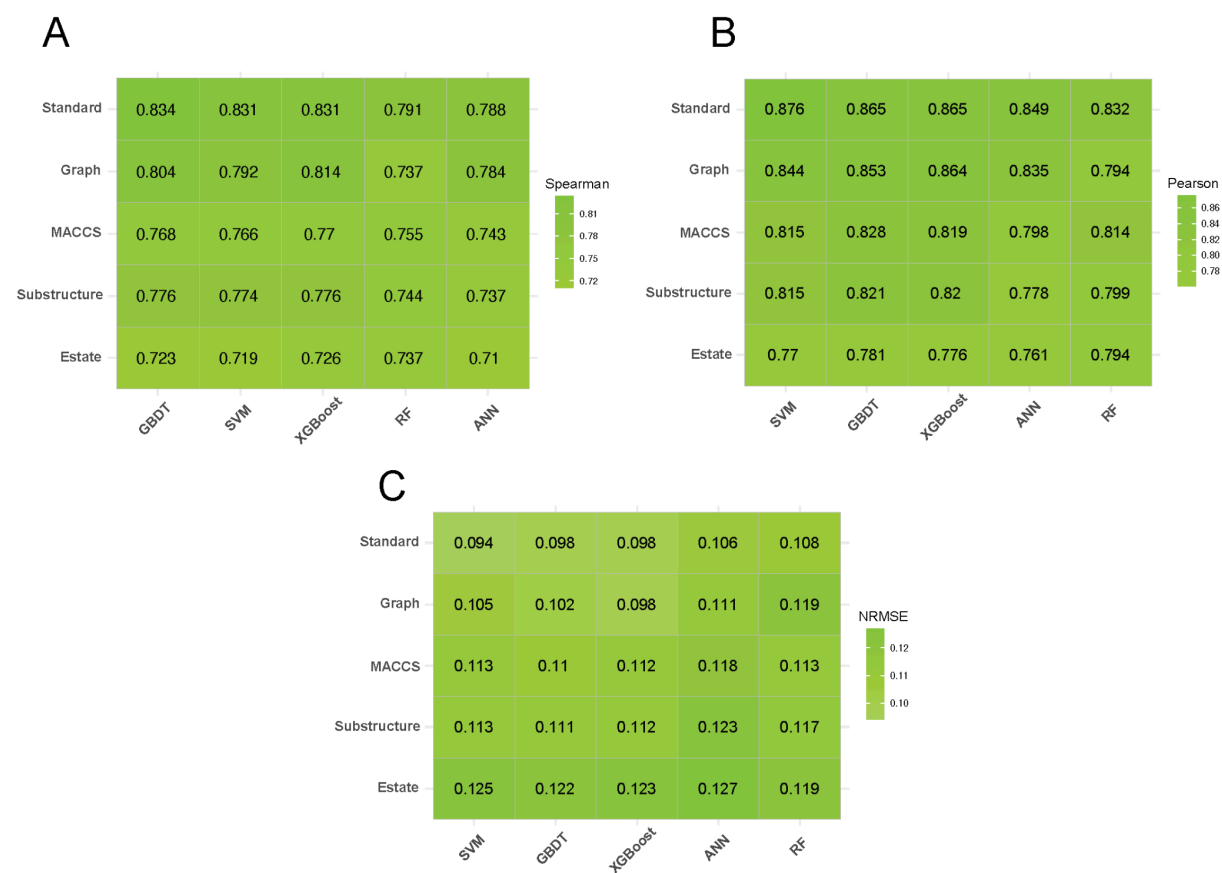 A
Standard 0.834 0.831 0.831 0.791 0.788
Graph 0.804 0.792 0.814 0.737 0.784
MACCS 0.768 0.766 0.77 0.755 0.743
Substructure 0.776 0.774 0.776 0.744 0.737
Estate 0.723 0.719 0.726 0.737 0.71
GBDT SVM XGBoost RF ANN
Spearman
0.81
0.78
0.75
0.72
B
Standard 0.876 0.865 0.865 0.849 0.832
Graph 0.844 0.853 0.864 0.835 0.794
MACCS 0.815 0.828 0.819 0.798 0.814
Substructure 0.815 0.821 0.82 0.778 0.799
Estate 0.77 0.781 0.776 0.761 0.794
SVM GBDT XGBoost ANN RF
Pearson
0.86
0.84
0.82
0.80
0.78
C
Standard 0.094 0.098 0.098 0.106 0.108
Graph 0.105 0.102 0.098 0.111 0.119
MACCS 0.113 0.11 0.112 0.118 0.113
Substructure 0.113 0.111 0.112 0.123 0.117
Estate 0.125 0.122 0.123 0.127 0.119
SVM GBDT XGBoost ANN RF
NRMSE
0.12
0.11
0.10